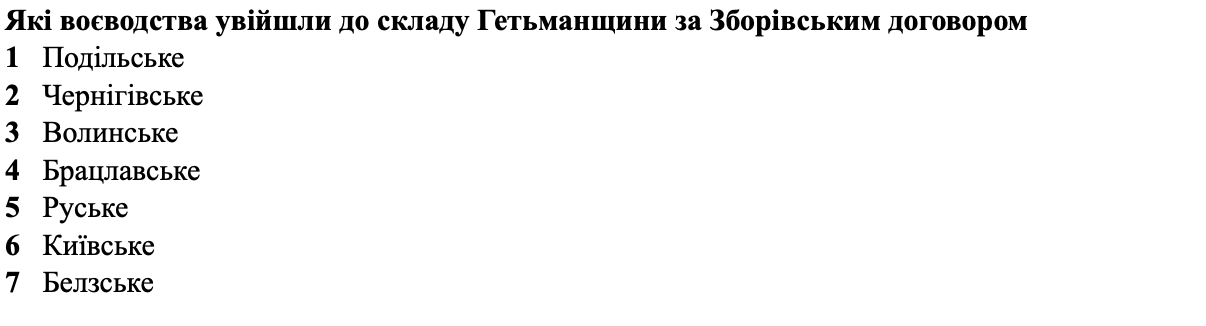 Які воєводства увійшли до складу Гетьманщини за Зборівським договором
1 Подільське
2 Чернігівське
3 Волинське
4 Брацлавське
5 Руське
6 Київське
7 Белзське